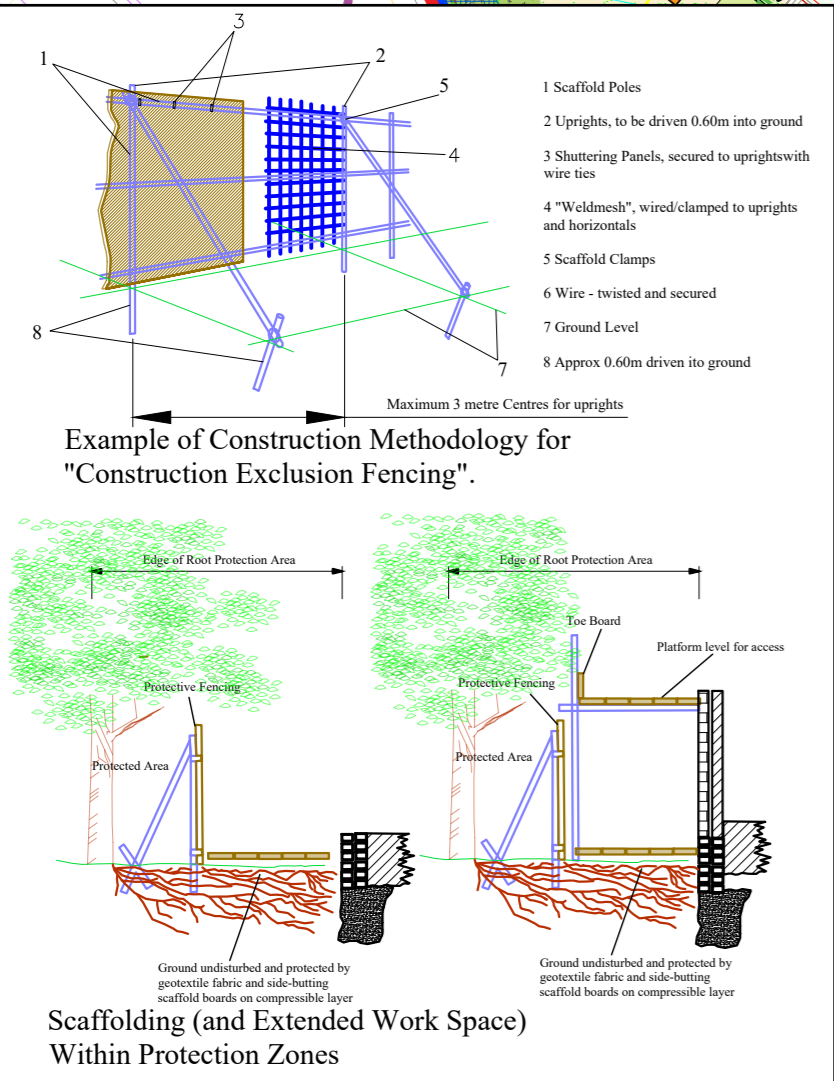 3
1
2
5
4
8
7
1 Scaffold Poles
2 Uprights, to be driven 0.60m into ground
3 Shuttering Panels, secured to uprightswith
wire ties
4 "Weldmesh", wired/clamped to uprights
and horizontals
5 Scaffold Clamps
6 Wire - twisted and secured
7 Ground Level
8 Approx 0.60m driven ito ground
Maximum 3 metre Centres for uprights
Example of Construction Methodology for
"Construction Exclusion Fencing".
Edge of Root Protection Area
Protective Fencing
Protected Area
Ground undisturbed and protected by
geotextile fabric and side-butting
scaffold boards on compressible layer
Edge of Root Protection Area
Toe Board
Platform level for access
Protective Fencing
Protected Area
Ground undisturbed and protected by
geotextile fabric and side-butting
scaffold boards on compressible layer
Scaffolding (and Extended Work Space)
Within Protection Zones